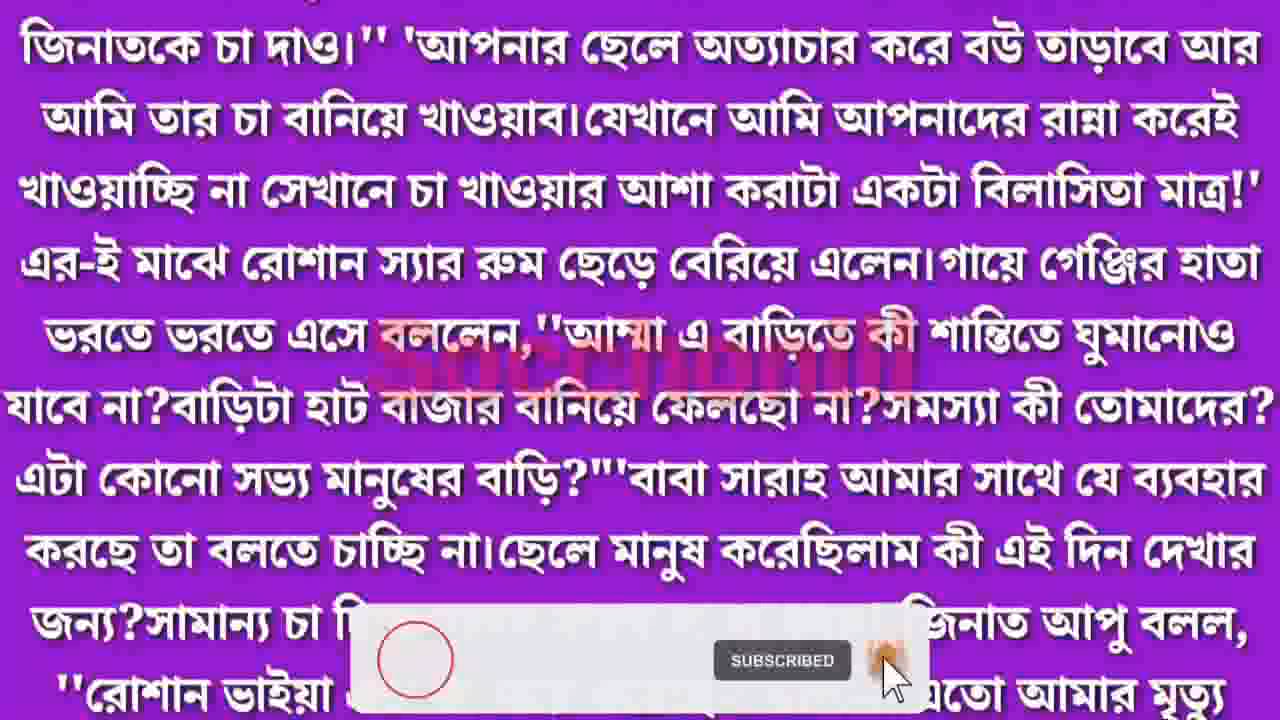 জিনাতকে চা দাও।'' 'আপনার ছেলে অত্যাচার করে বউ তাড়াবে আর
আমি তার চা বানিয়ে খাওয়াব।যেখানে আমি আপনাদের রান্না করেই
খাওয়াচ্ছি না সেখানে চা খাওয়ার আশা করাটা একটা বিলাসিতা মাত্র!'
এর-ই মাঝে রোশান স্যার রুম ছেড়ে বেরিয়ে এলেন।গায়ে গেঞ্জির হাতা
ভরতে ভরতে এসে বললেন,''আম্মা এ বাড়িতে কী শান্তিতে ঘুমানোও
যাবে না?বাড়িটা হাট বাজার বানিয়ে ফেলছো না?সমস্যা কী তোমাদের?
এটা কোনো সভ্য মানুষের বাড়ি?"''বাবা সারাহ আমার সাথে যে ব্যবহার
করছে তা বলতে চাচ্ছি না।ছেলে মানুষ করেছিলাম কী এই দিন দেখার
জন্য?সামান্য চা জিনাত আপু বলল,
''রোশান ভাইয়া এতো আমার মৃত্যু
SUBSCRIBED